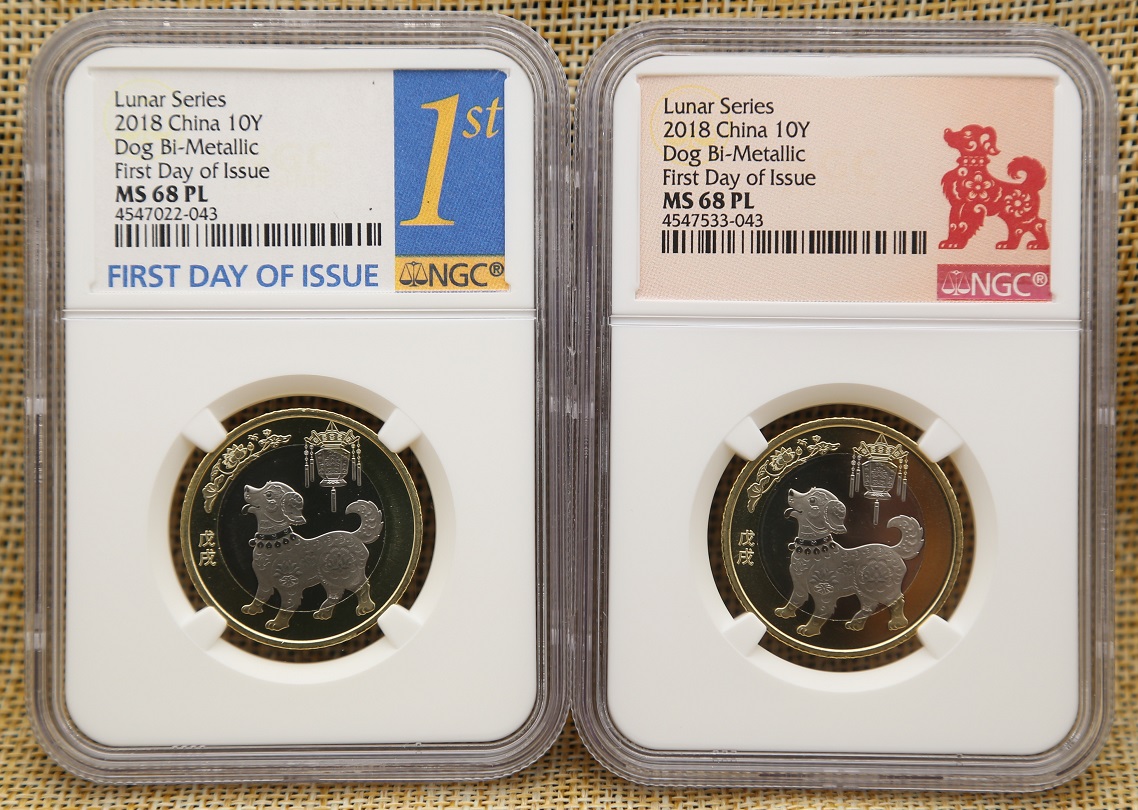 Lunar Series
2018 China 10Y
Dog Bi-Metallic
First Day of Issue
MS 68 PL
4547022-043
FIRST DAY OF ISSUE
1st
NGC®
戊戌
Lunar Series
2018 China 10Y
Dog Bi-Metallic
First Day of Issue
MS 68 PL
4547533-043
NGC®
戊戌